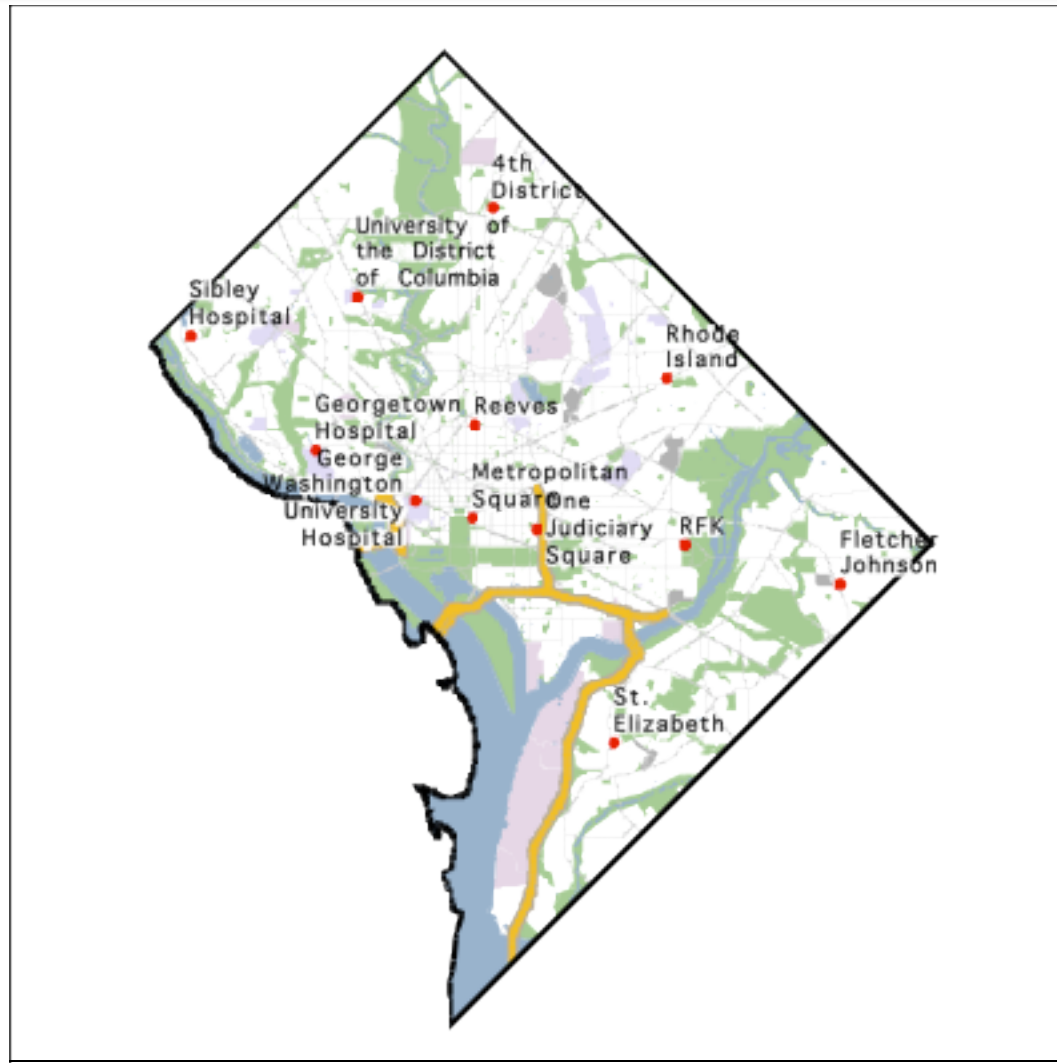 4th
District
University of
the District
of Columbia
Sibley
Hospital
Rhode
Island
Georgetown
Hospital
Reeves
George
Washington
University
Hospital
Metropolitan
Square
One
Judiciary
Square
RFK
Fletcher
Johnson
St.
Elizabeth